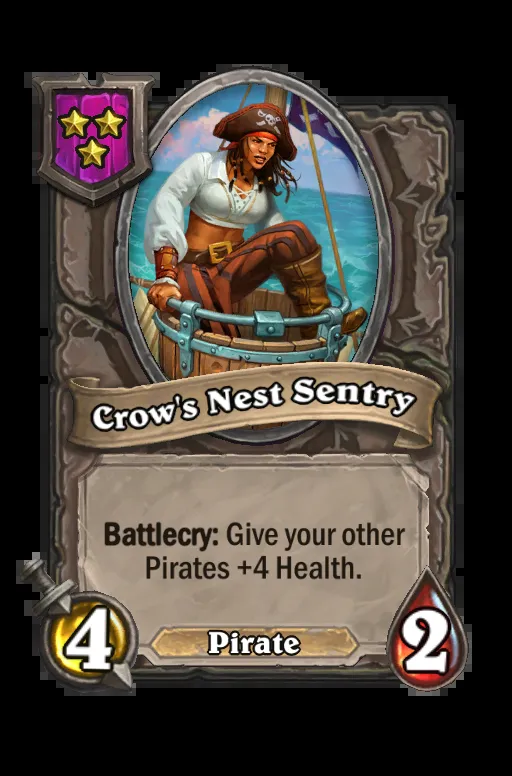 Crow's Nest Sentry
Battlecry: Give your other
Pirates +4 Health.
4
Pirate
2